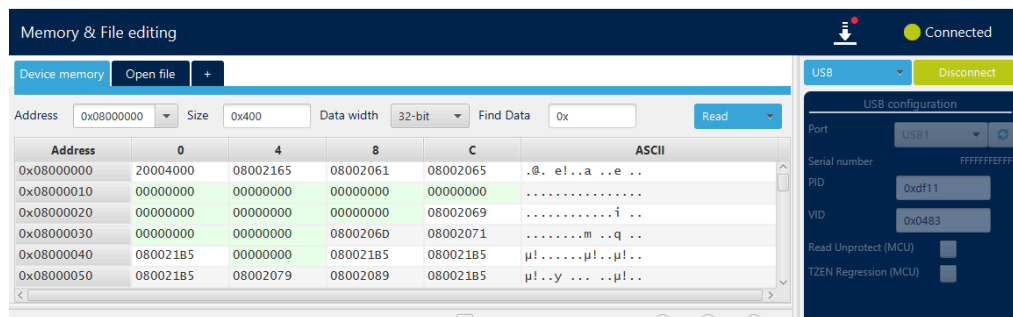 Memory & File editing
Connected
Device memory Open file +
USB Disconnect
Address 0x08000000 Size 0x400 Data width 32-bit Find Data 0x Read
USB configuration
Port USB1
Serial number FFFFFFFEFFF
PID 0xdf11
VID 0x0483
Read Unprotect (MCU)
TZEN Regression (MCU)
Address 0 4 8 C ASCII
0x08000000 20004000 08002165 08002061 08002065 .@. e!..a ..e ..
0x08000010 00000000 00000000 00000000 00000000 ................
0x08000020 00000000 00000000 00000000 08002069 ............i ..
0x08000030 00000000 00000000 0800206D 08002071 ........m ..q ..
0x08000040 080021B5 00000000 080021B5 080021B5 µ!......µ!..µ!..
0x08000050 080021B5 08002079 08002089 080021B5 µ!..y ... ..µ!..